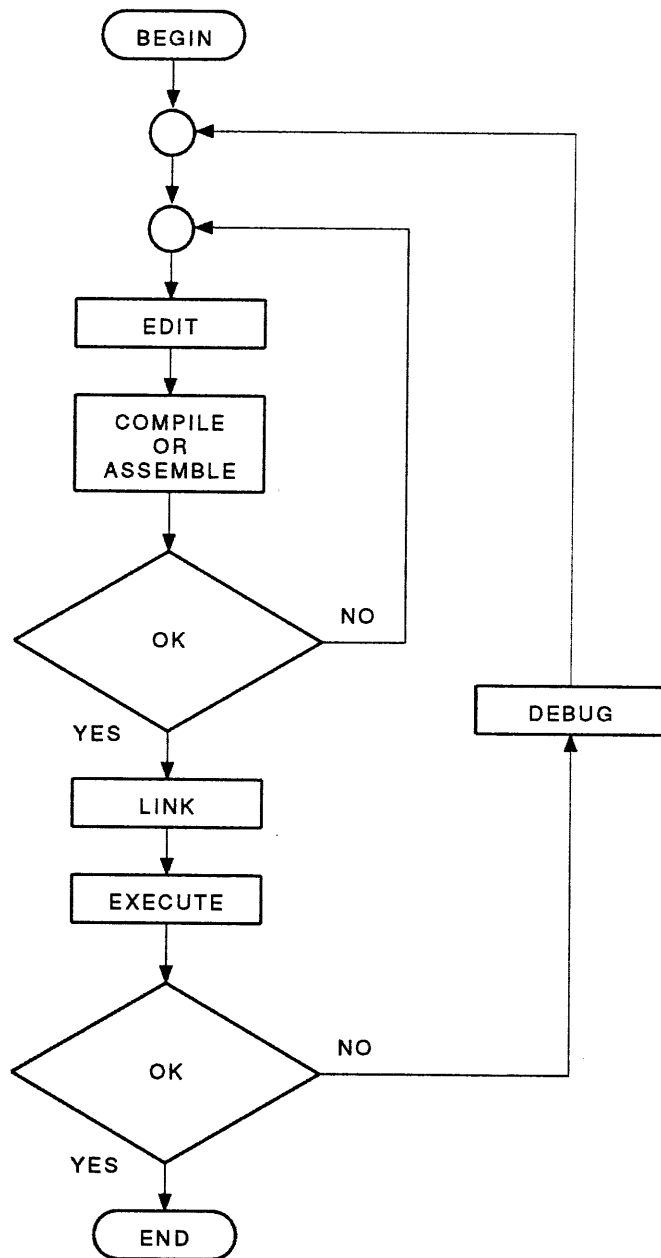 BEGIN
EDIT
COMPILE
OR
ASSEMBLE
OK
NO
YES
DEBUG
LINK
EXECUTE
OK
NO
YES
END